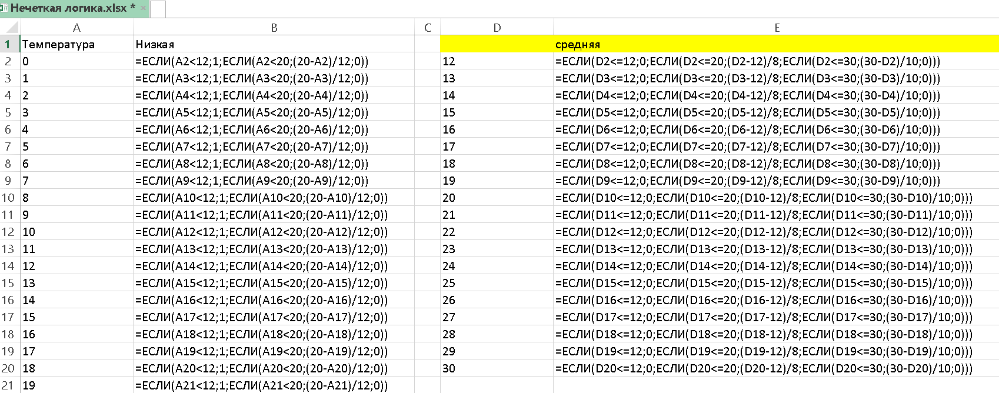 Нечеткая логика.xlsx * ×
A B C D E
1 Температура Низкая средняя
2 0 =ЕСЛИ(A2<12;1;ЕСЛИ(A2<20;(20-A2)/12;0)) 12 =ЕСЛИ(D2<=12;0;ЕСЛИ(D2<=20;(D2-12)/8;ЕСЛИ(D2<=30;(30-D2)/10;0)))
3 1 =ЕСЛИ(A3<12;1;ЕСЛИ(A3<20;(20-A3)/12;0)) 13 =ЕСЛИ(D3<=12;0;ЕСЛИ(D3<=20;(D3-12)/8;ЕСЛИ(D3<=30;(30-D3)/10;0)))
4 2 =ЕСЛИ(A4<12;1;ЕСЛИ(A4<20;(20-A4)/12;0)) 14 =ЕСЛИ(D4<=12;0;ЕСЛИ(D4<=20;(D4-12)/8;ЕСЛИ(D4<=30;(30-D4)/10;0)))
5 3 =ЕСЛИ(A5<12;1;ЕСЛИ(A5<20;(20-A5)/12;0)) 15 =ЕСЛИ(D5<=12;0;ЕСЛИ(D5<=20;(D5-12)/8;ЕСЛИ(D5<=30;(30-D5)/10;0)))
6 4 =ЕСЛИ(A6<12;1;ЕСЛИ(A6<20;(20-A6)/12;0)) 16 =ЕСЛИ(D6<=12;0;ЕСЛИ(D6<=20;(D6-12)/8;ЕСЛИ(D6<=30;(30-D6)/10;0)))
7 5 =ЕСЛИ(A7<12;1;ЕСЛИ(A7<20;(20-A7)/12;0)) 17 =ЕСЛИ(D7<=12;0;ЕСЛИ(D7<=20;(D7-12)/8;ЕСЛИ(D7<=30;(30-D7)/10;0)))
8 6 =ЕСЛИ(A8<12;1;ЕСЛИ(A8<20;(20-A8)/12;0)) 18 =ЕСЛИ(D8<=12;0;ЕСЛИ(D8<=20;(D8-12)/8;ЕСЛИ(D8<=30;(30-D8)/10;0)))
9 7 =ЕСЛИ(A9<12;1;ЕСЛИ(A9<20;(20-A9)/12;0)) 19 =ЕСЛИ(D9<=12;0;ЕСЛИ(D9<=20;(D9-12)/8;ЕСЛИ(D9<=30;(30-D9)/10;0)))
10 8 =ЕСЛИ(A10<12;1;ЕСЛИ(A10<20;(20-A10)/12;0)) 20 =ЕСЛИ(D10<=12;0;ЕСЛИ(D10<=20;(D10-12)/8;ЕСЛИ(D10<=30;(30-D10)/10;0)))
11 9 =ЕСЛИ(A11<12;1;ЕСЛИ(A11<20;(20-A11)/12;0)) 21 =ЕСЛИ(D11<=12;0;ЕСЛИ(D11<=20;(D11-12)/8;ЕСЛИ(D11<=30;(30-D11)/10;0)))
12 10 =ЕСЛИ(A12<12;1;ЕСЛИ(A12<20;(20-A12)/12;0)) 22 =ЕСЛИ(D12<=12;0;ЕСЛИ(D12<=20;(D12-12)/8;ЕСЛИ(D12<=30;(30-D12)/10;0)))
13 11 =ЕСЛИ(A13<12;1;ЕСЛИ(A13<20;(20-A13)/12;0)) 23 =ЕСЛИ(D13<=12;0;ЕСЛИ(D13<=20;(D13-12)/8;ЕСЛИ(D13<=30;(30-D13)/10;0)))
14 12 =ЕСЛИ(A14<12;1;ЕСЛИ(A14<20;(20-A14)/12;0)) 24 =ЕСЛИ(D14<=12;0;ЕСЛИ(D14<=20;(D14-12)/8;ЕСЛИ(D14<=30;(30-D14)/10;0)))
15 13 =ЕСЛИ(A15<12;1;ЕСЛИ(A15<20;(20-A15)/12;0)) 25 =ЕСЛИ(D15<=12;0;ЕСЛИ(D15<=20;(D15-12)/8;ЕСЛИ(D15<=30;(30-D15)/10;0)))
16 14 =ЕСЛИ(A16<12;1;ЕСЛИ(A16<20;(20-A16)/12;0)) 26 =ЕСЛИ(D16<=12;0;ЕСЛИ(D16<=20;(D16-12)/8;ЕСЛИ(D16<=30;(30-D16)/10;0)))
17 15 =ЕСЛИ(A17<12;1;ЕСЛИ(A17<20;(20-A17)/12;0)) 27 =ЕСЛИ(D17<=12;0;ЕСЛИ(D17<=20;(D17-12)/8;ЕСЛИ(D17<=30;(30-D17)/10;0)))
18 16 =ЕСЛИ(A18<12;1;ЕСЛИ(A18<20;(20-A18)/12;0)) 28 =ЕСЛИ(D18<=12;0;ЕСЛИ(D18<=20;(D18-12)/8;ЕСЛИ(D18<=30;(30-D18)/10;0)))
19 17 =ЕСЛИ(A19<12;1;ЕСЛИ(A19<20;(20-A19)/12;0)) 29 =ЕСЛИ(D19<=12;0;ЕСЛИ(D19<=20;(D19-12)/8;ЕСЛИ(D19<=30;(30-D19)/10;0)))
20 18 =ЕСЛИ(A20<12;1;ЕСЛИ(A20<20;(20-A20)/12;0)) 30 =ЕСЛИ(D20<=12;0;ЕСЛИ(D20<=20;(D20-12)/8;ЕСЛИ(D20<=30;(30-D20)/10;0)))
21 19 =ЕСЛИ(A21<12;1;ЕСЛИ(A21<20;(20-A21)/12;0))